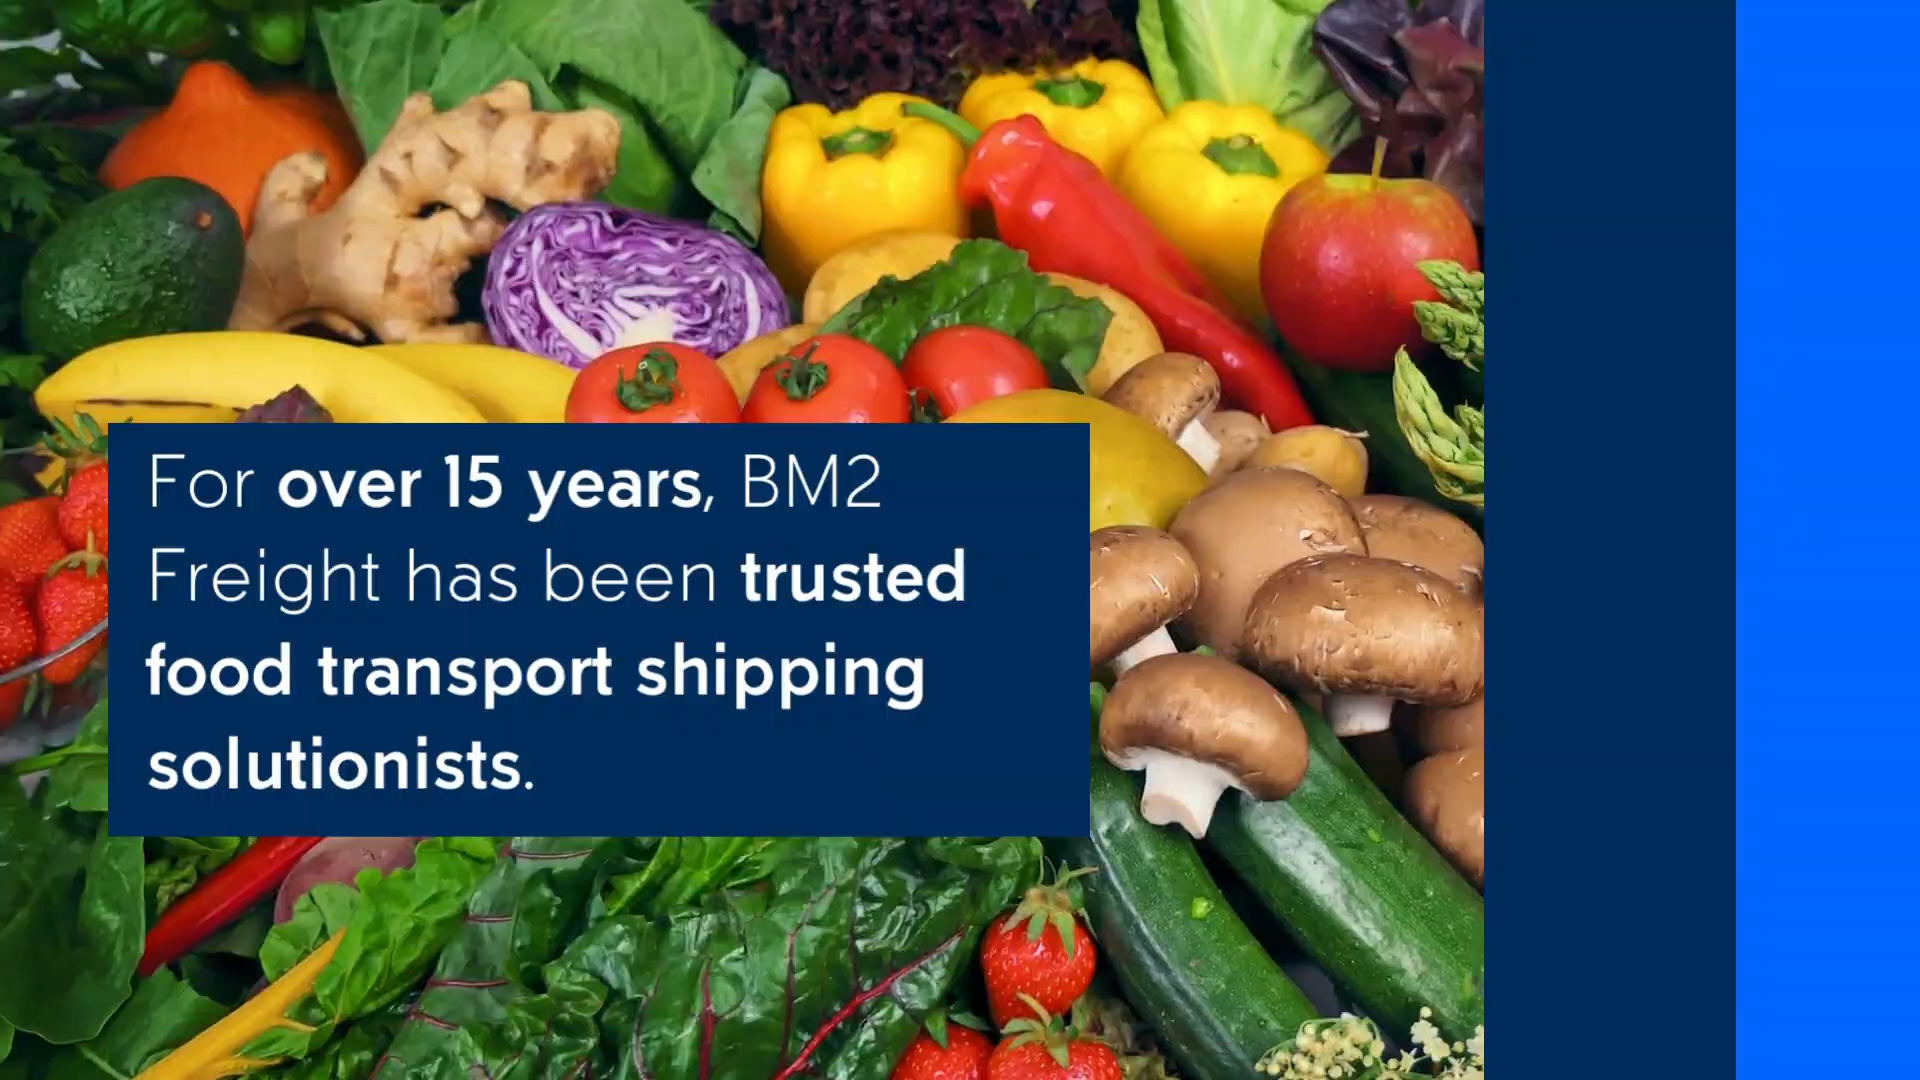 For over 15 years, BM2
Freight has been trusted
food transport shipping
solutionists.